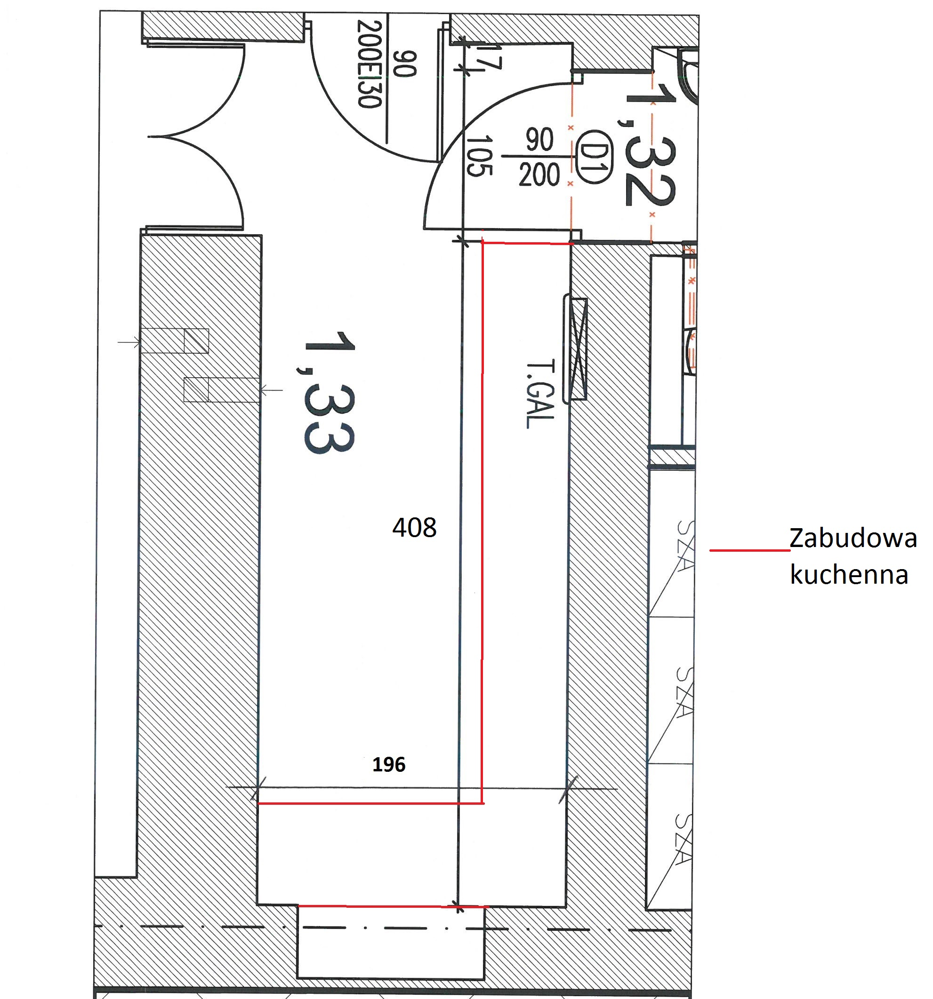 90
200EI30
17
105
90
200
D1
1,32
1,33
T.GAL
408
Zabudowa
kuchenna
SZA
SZA
SZA
196